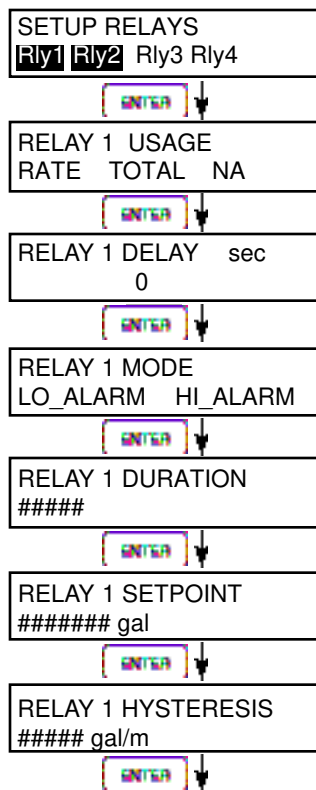 SETUP RELAYS
Rly1 Rly2 Rly3 Rly4
ENTER
RELAY 1 USAGE
RATE TOTAL NA
ENTER
RELAY 1 DELAY sec
0
ENTER
RELAY 1 MODE
LO_ALARM HI_ALARM
ENTER
RELAY 1 DURATION
#####
ENTER
RELAY 1 SETPOINT
####### gal
ENTER
RELAY 1 HYSTERESIS
##### gal/m
ENTER